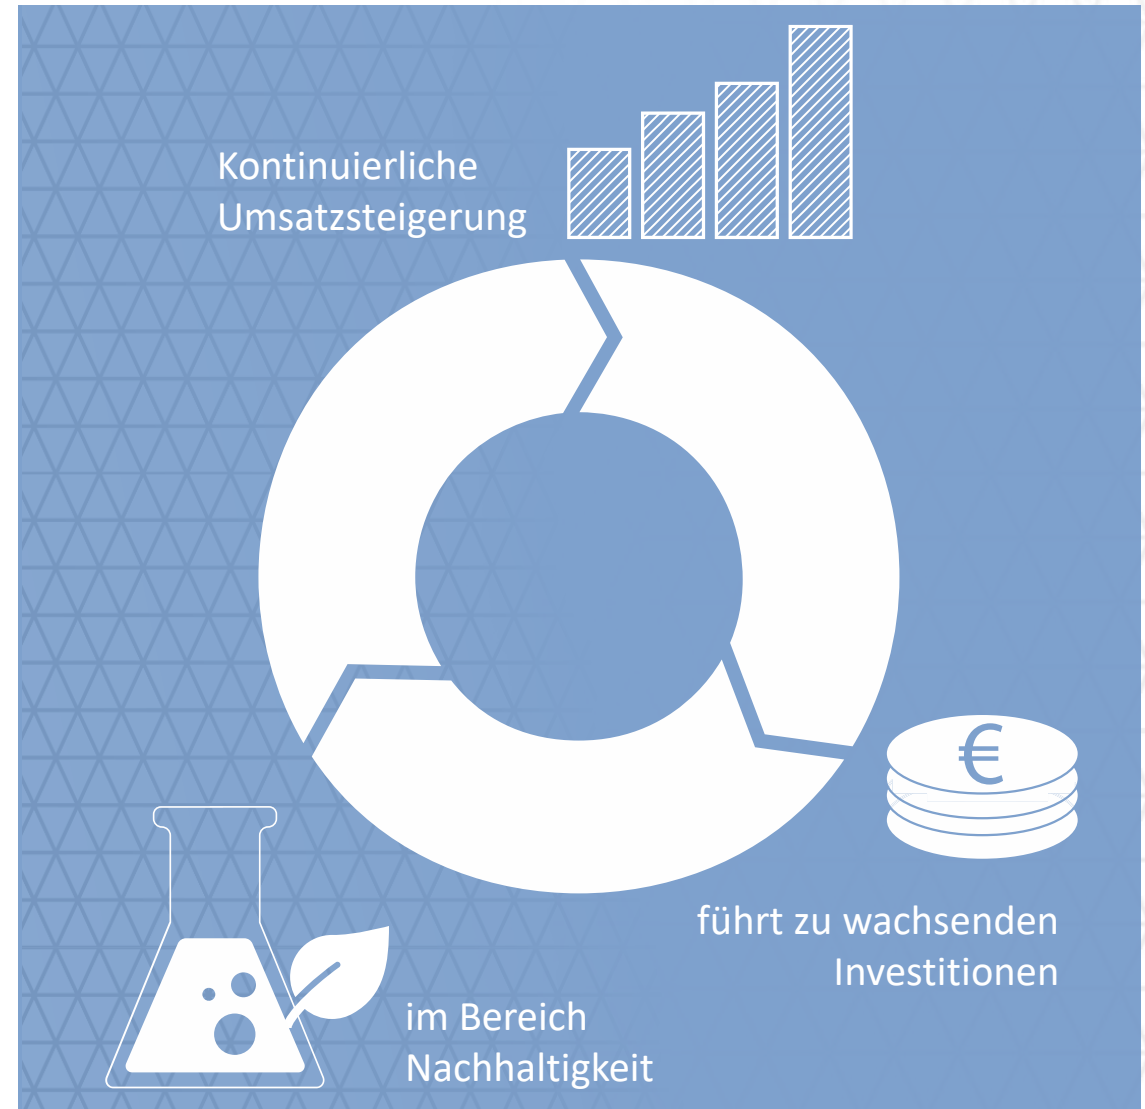 Kontinuierliche
Umsatzsteigerung
€
führt zu wachsenden
Investitionen
im Bereich
Nachhaltigkeit